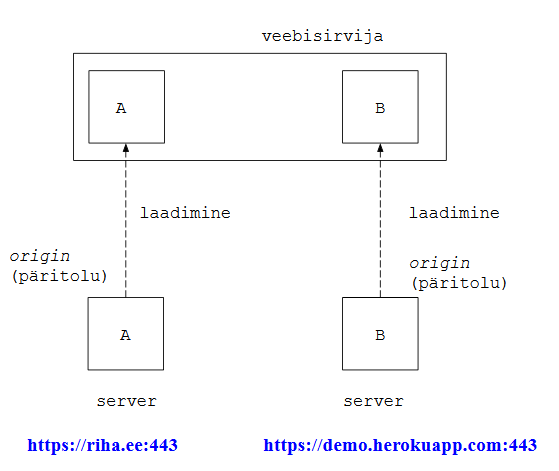 veebisirvija
A
B
laadimine
laadimine
origin
(päritolu)
origin
(päritolu)
A
B
server
server
https://riha.ee:443
https://demo.herokuapp.com:443